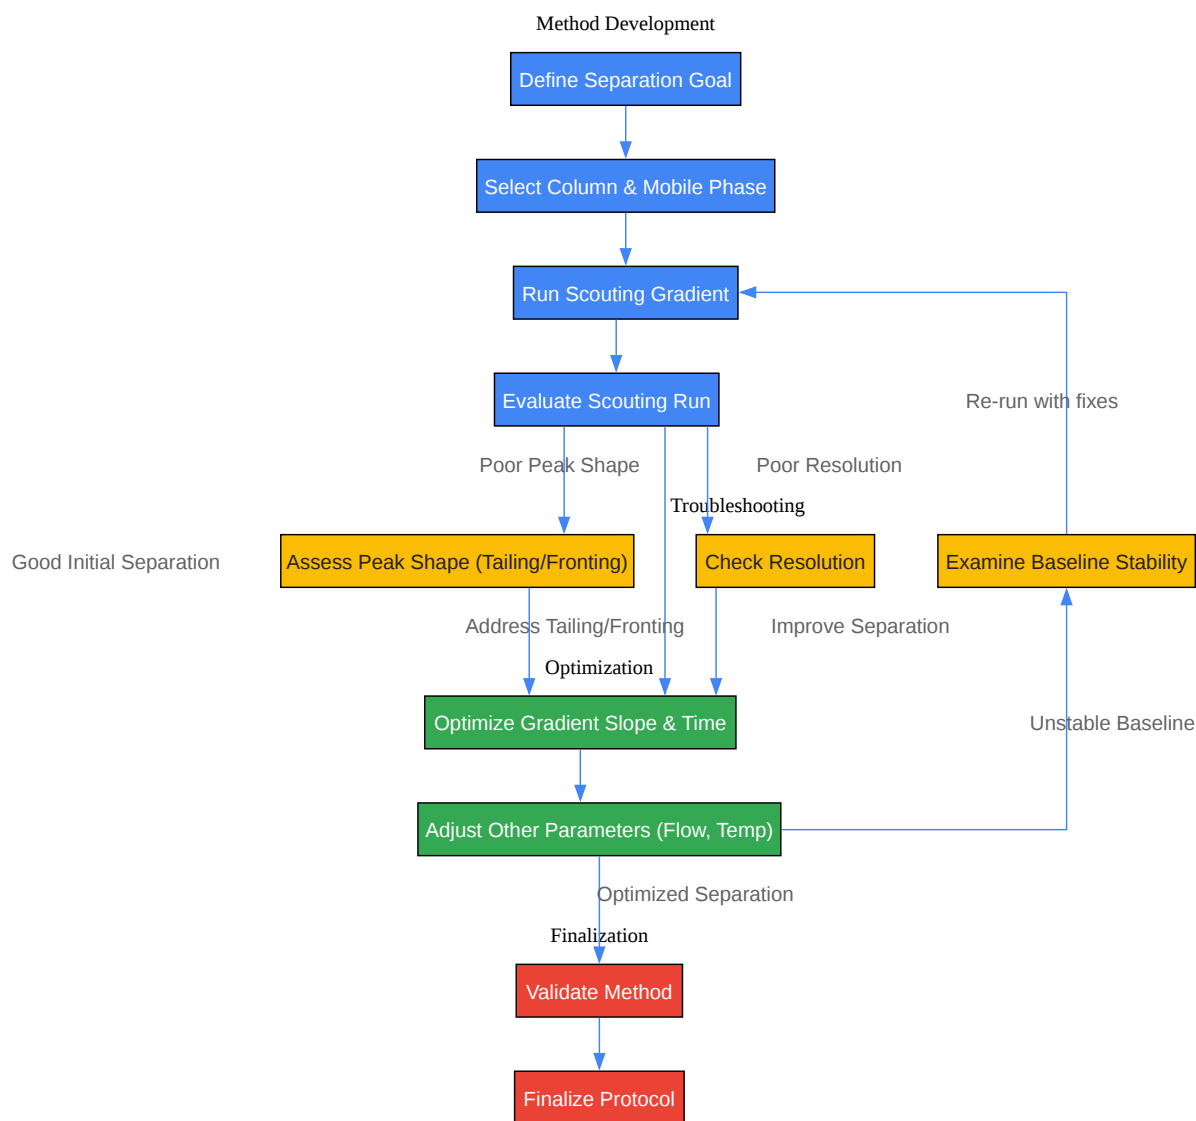 Method Development
Define Separation Goal
Select Column & Mobile Phase
Run Scouting Gradient
Evaluate Scouting Run
Re-run with fixes
Poor Peak Shape
Poor Resolution
Troubleshooting
Good Initial Separation
Assess Peak Shape (Tailing/Fronting)
Check Resolution
Examine Baseline Stability
Address Tailing/Fronting
Improve Separation
Optimization
Optimize Gradient Slope & Time
Unstable Baseline
Adjust Other Parameters (Flow, Temp)
Optimized Separation
Finalization
Validate Method
Finalize Protocol